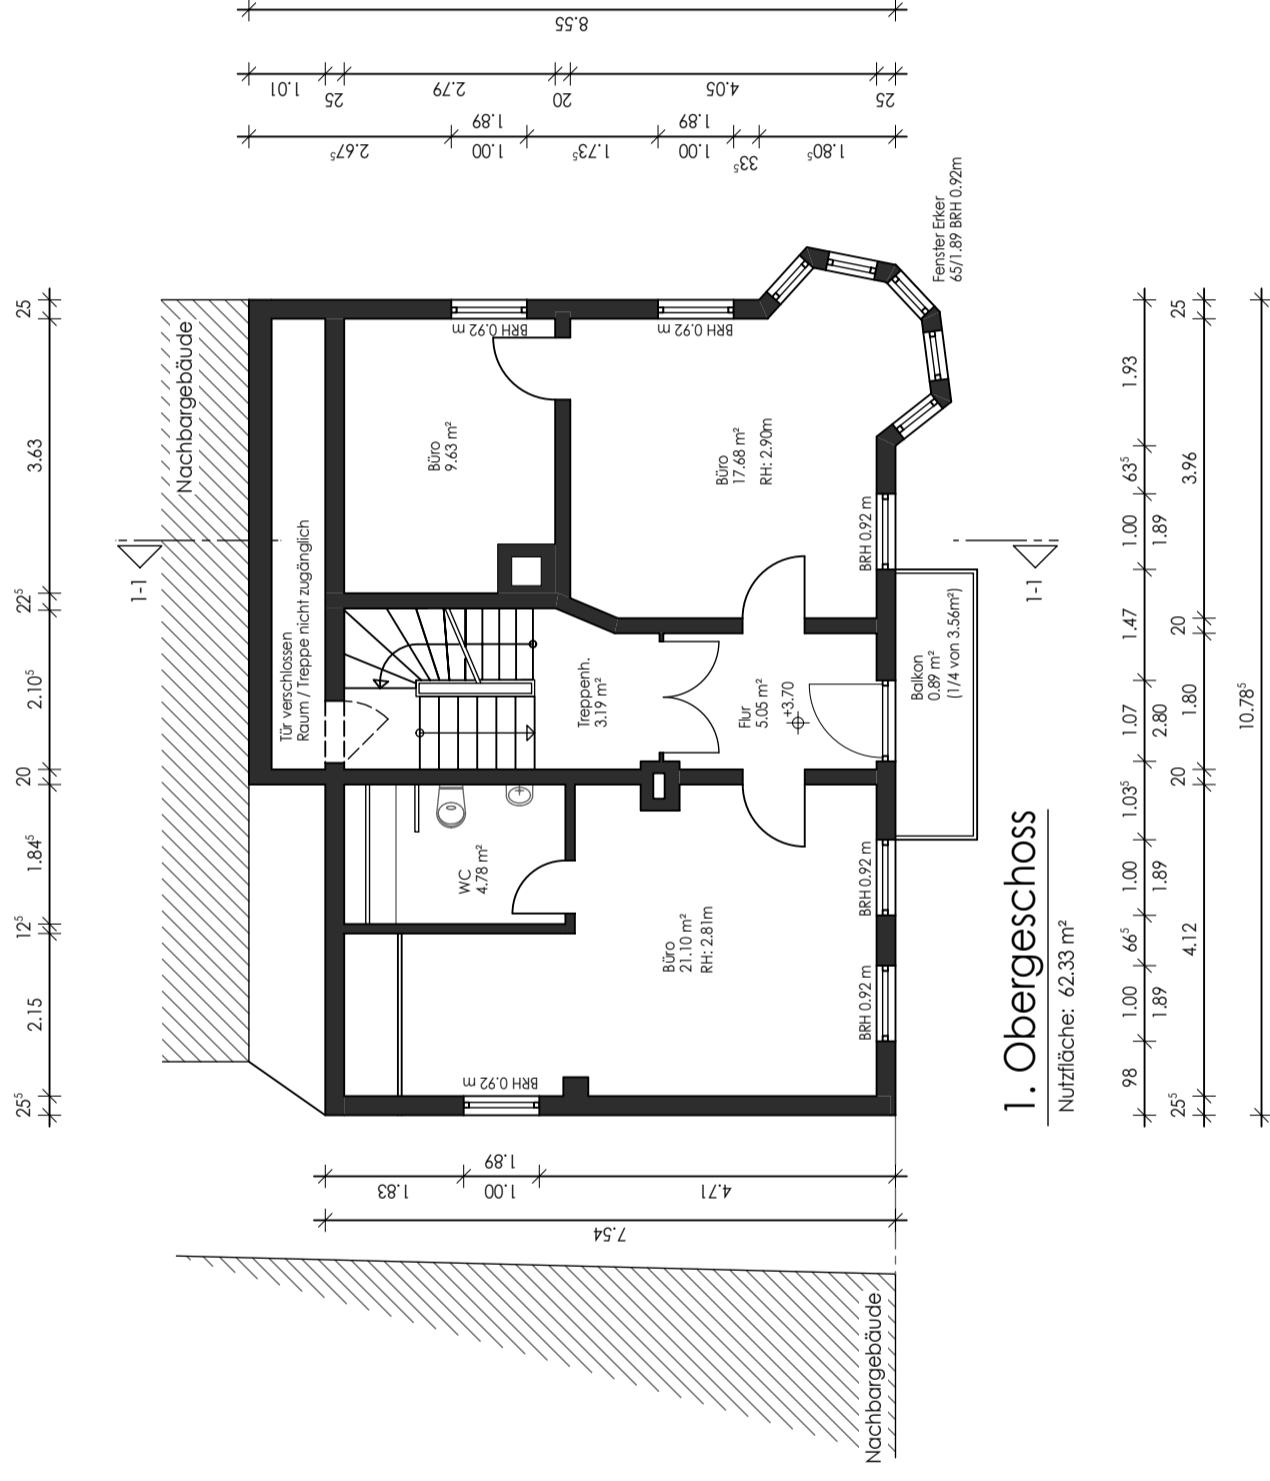 1. Obergeschoss
Nutzfläche: 62.33 m²
Nachbargebäude
Nachbargebäude
Tür verschlossen
Raum / Treppe nicht zugänglich
Büro
9.63 m²
Büro
17.68 m²
RH: 2.90m
Treppenh.
3.19 m²
Flur
5.05 m²
+3.70
WC
4.78 m²
Büro
21.10 m²
RH: 2.81m
Balkon
0.89 m²
(1/4 von 3.56m²)
Fenster Erker
65/1.89 BRH 0.92m
BRH 0.92 m
BRH 0.92 m
BRH 0.92 m
BRH 0.92 m
BRH 0.92 m
BRH 0.92 m
1-1
1-1
25⁵
2.15
12⁵
1.84⁵
20
2.10⁵
22⁵
3.63
25
8.55
1.01
25
2.79
20
4.05
25
2.67⁵
1.00
1.89
1.73⁵
1.00
1.89
33⁵
1.80⁵
1.83
1.00
1.89
4.71
7.54
98
1.00
1.89
66⁵
1.00
1.89
1.03⁵
1.07
2.80
1.47
1.00
1.89
63⁵
1.93
25⁵
4.12
20
1.80
20
3.96
25
10.78⁵